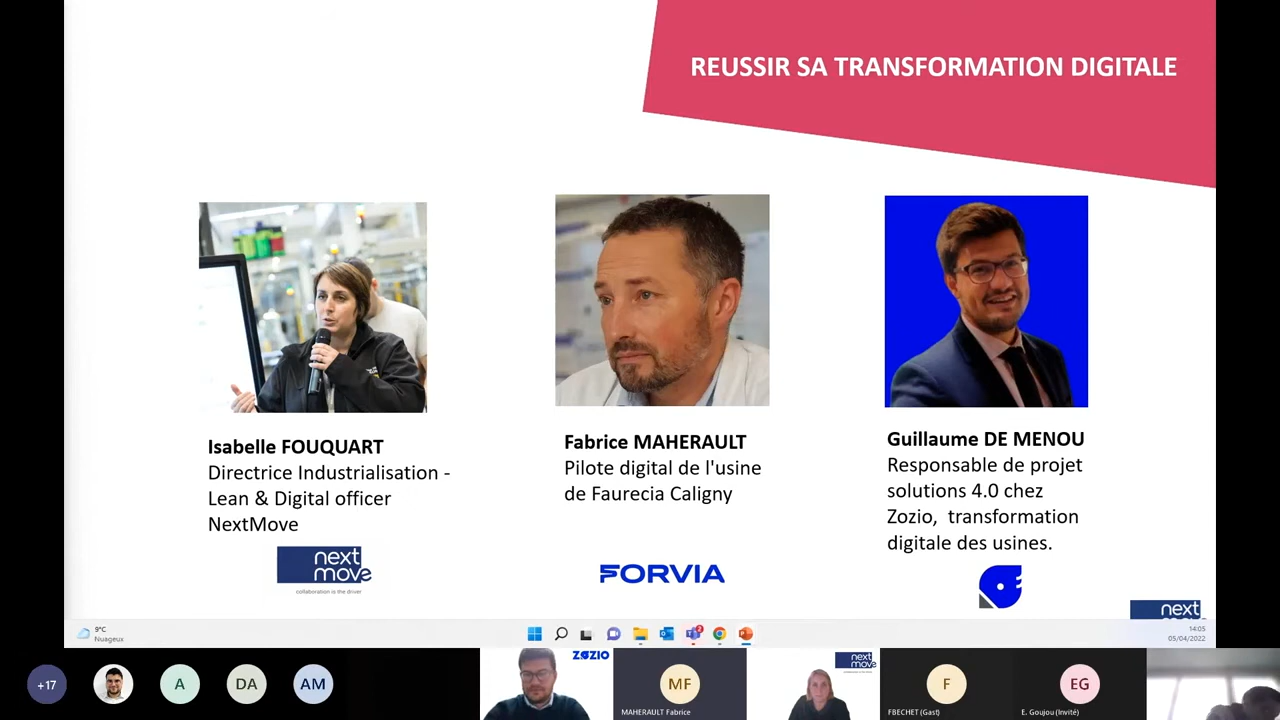 REUSSIR SA TRANSFORMATION DIGITALE
Isabelle FOUQUART
Directrice Industrialisation -
Lean & Digital officer
NextMove
next
move
collaboration is the driver
Fabrice MAHERAULT
Pilote digital de l'usine
de Faurecia Caligny
FORVIA
Guillaume DE MENOU
Responsable de projet
solutions 4.0 chez
Zozio, transformation
digitale des usines.
next
9°C
Nuageux
14:05
05/04/2022
+17
A
DA
AM
ZOZIO
MF
MAHERAULT Fabrice
next
move
F
FBECHET (Gast)
EG
E. Goujou (Invité)